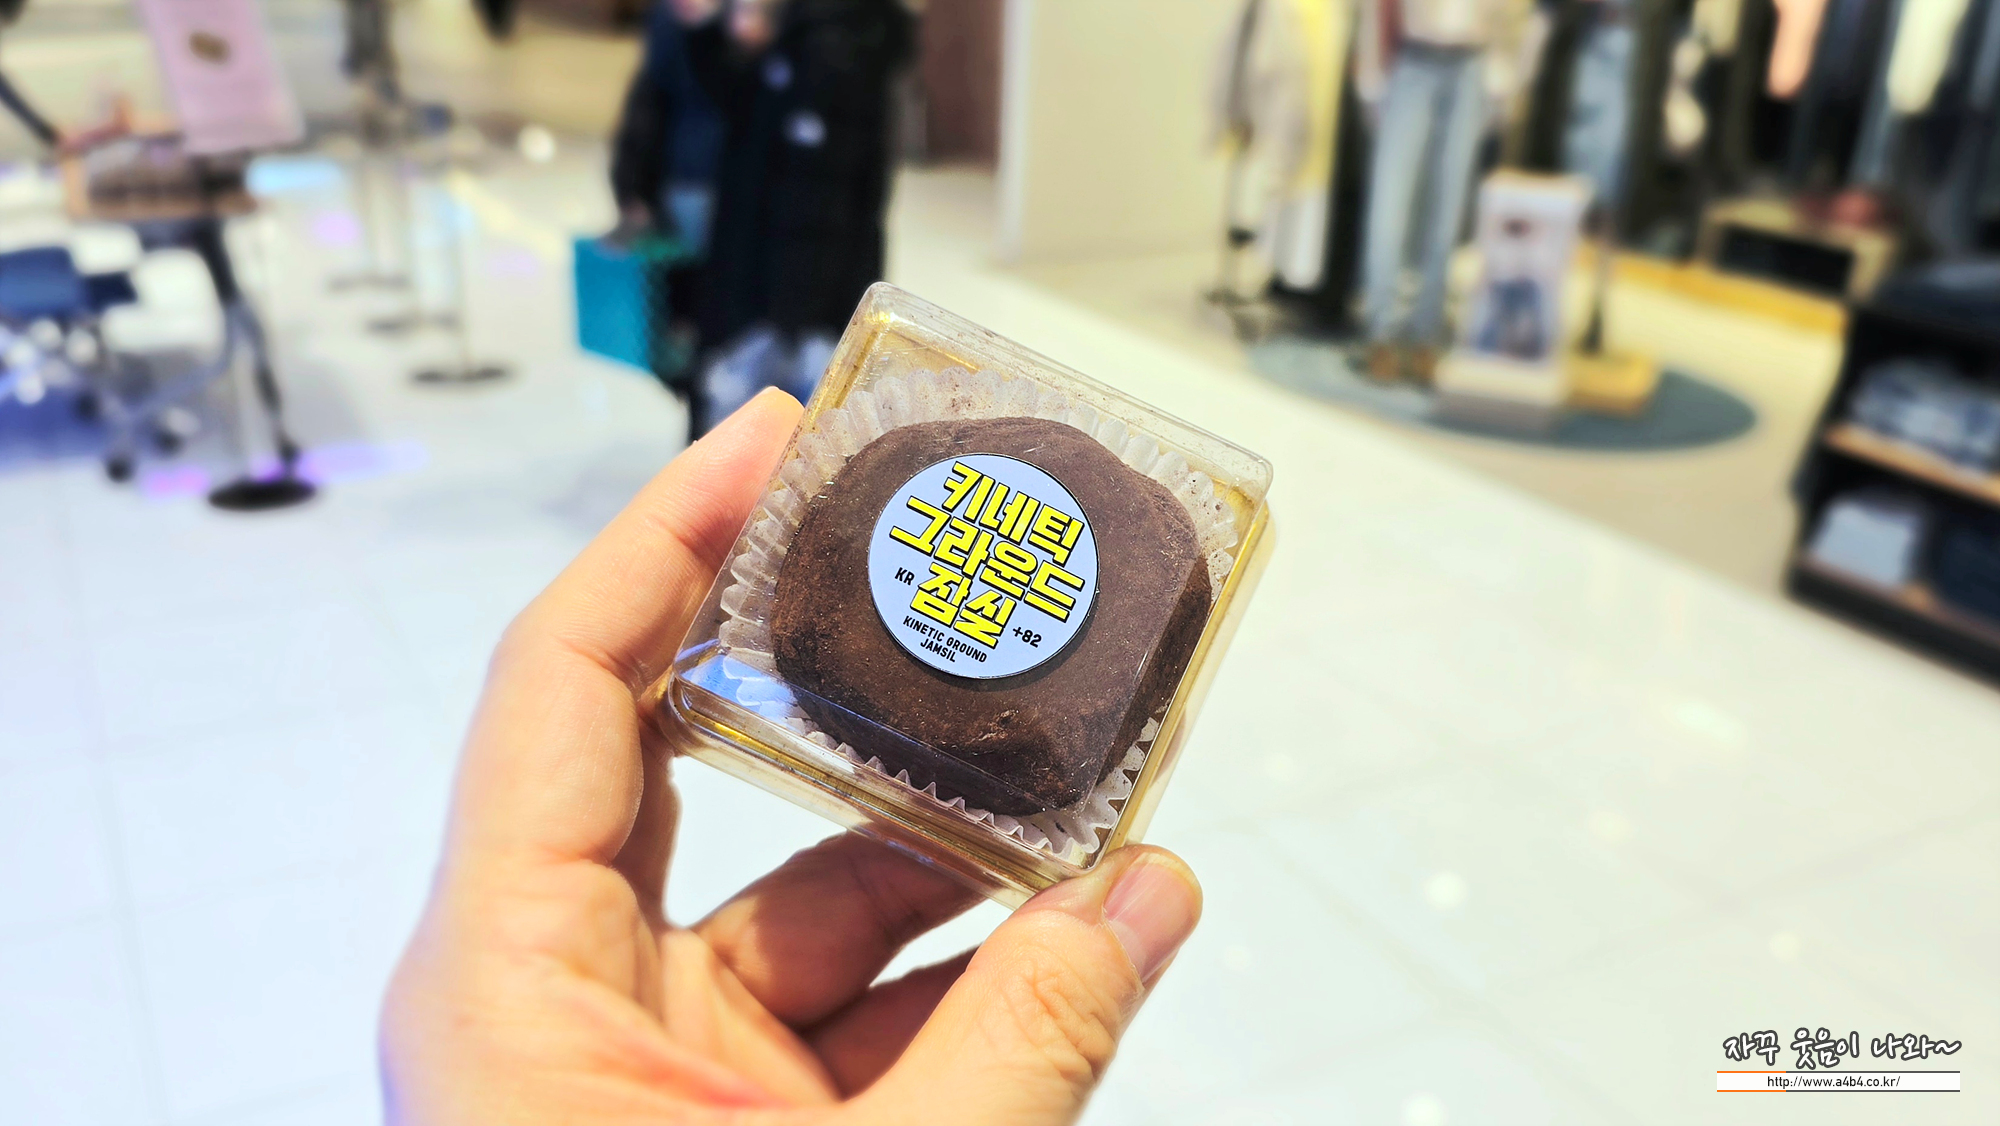 키네틱
그라운드
KR 잠실 +82
KINETIC GROUND
JAMSIL
자꾸 웃음이 나와~
http://www.a4b4.co.kr/